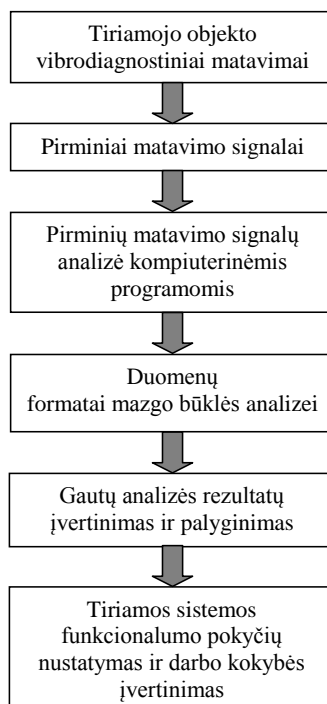 Tiriamojo objekto
vibrodiagnostiniai matavimai
Pirminiai matavimo signalai
Pirminių matavimo signalų
analizė kompiuterinėmis
programomis
Duomenų
formatai mazgo būklės analizei
Gautų analizės rezultatų
įvertinimas ir palyginimas
Tiriamos sistemos
funkcionalumo pokyčių
nustatymas ir darbo kokybės
įvertinimas